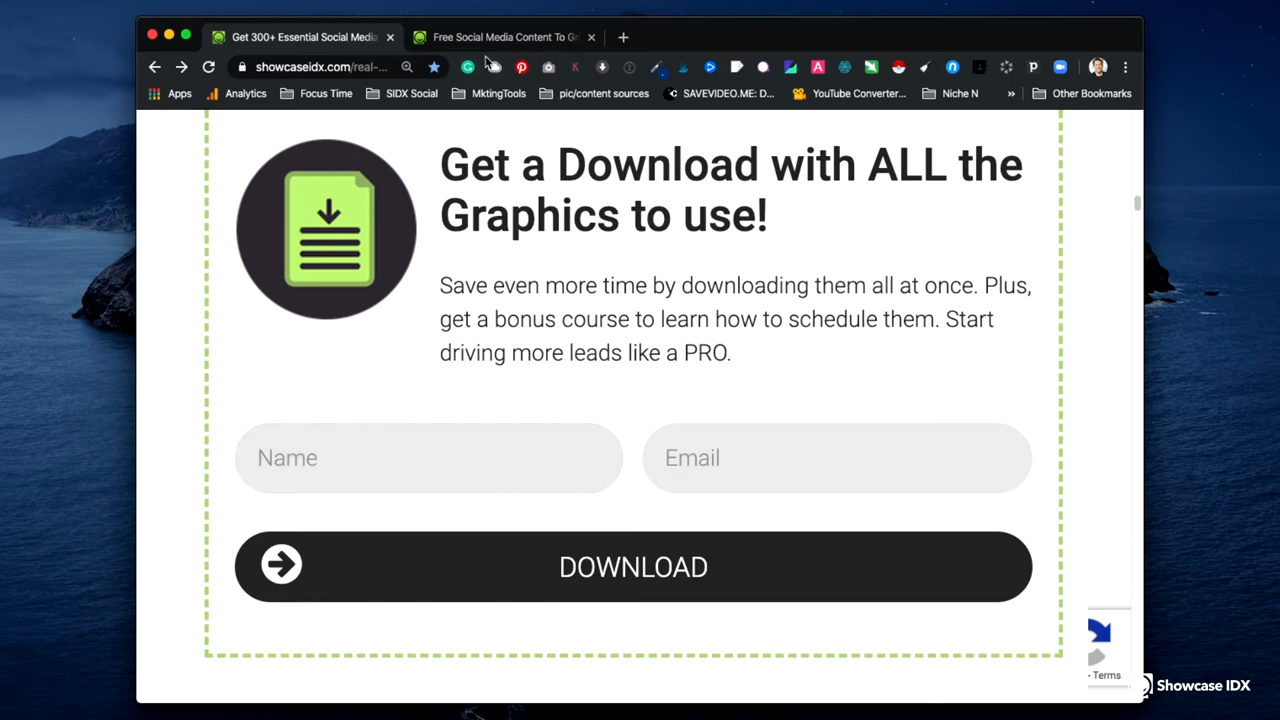 Get 300+ Essential Social Media
Free Social Media Content To Gr
showcaseidx.com/real-...
Apps
Analytics
Focus Time
SIDX Social
MktingTools
pic/content sources
SAVEVIDEO.ME: D...
YouTube Converter...
Niche N
»
Other Bookmarks
Get a Download with ALL the
Graphics to use!
Save even more time by downloading them all at once. Plus,
get a bonus course to learn how to schedule them. Start
driving more leads like a PRO.
Name
Email
DOWNLOAD
- Terms
Showcase IDX